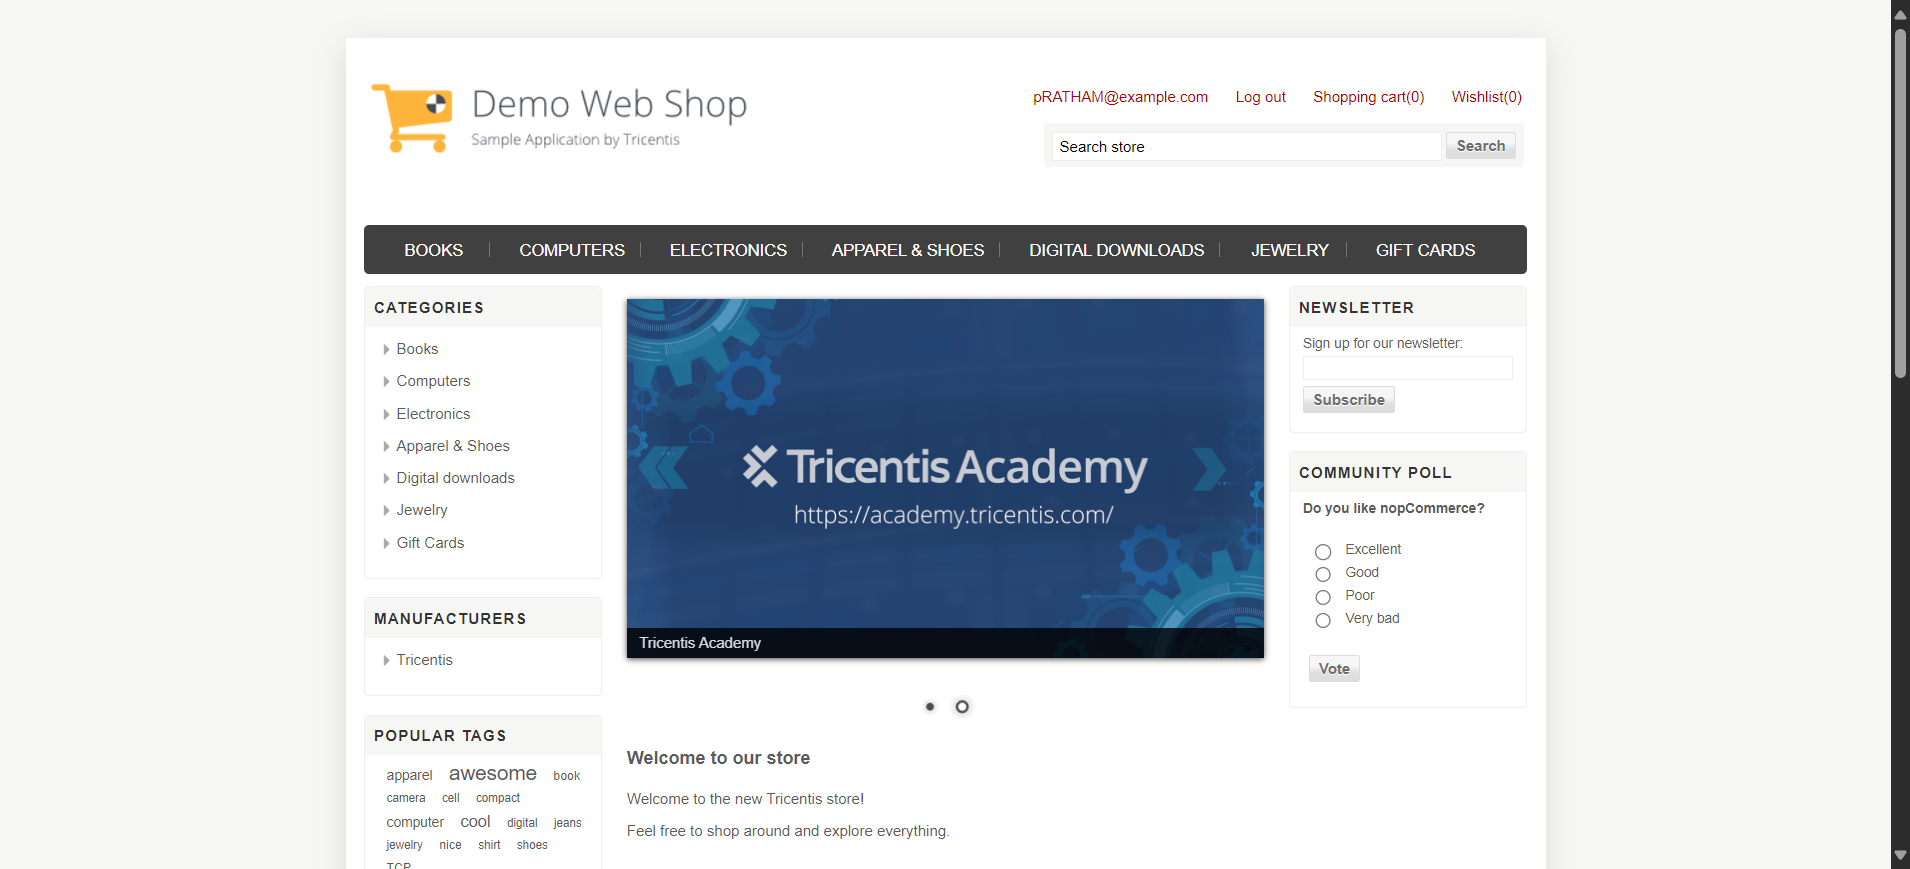 Demo Web Shop
Sample Application by Tricentis
pRATHAM@example.com Log out Shopping cart(0) Wishlist(0)
Search store Search
BOOKS COMPUTERS ELECTRONICS APPAREL & SHOES DIGITAL DOWNLOADS JEWELRY GIFT CARDS
CATEGORIES
Books
Computers
Electronics
Apparel & Shoes
Digital downloads
Jewelry
Gift Cards
MANUFACTURERS
Tricentis
POPULAR TAGS
apparel awesome book
camera cell compact
computer cool digital jeans
jewelry nice shirt shoes
TCP
Tricentis Academy
https://academy.tricentis.com/
Tricentis Academy
Welcome to our store
Welcome to the new Tricentis store!
Feel free to shop around and explore everything.
NEWSLETTER
Sign up for our newsletter:
Subscribe
COMMUNITY POLL
Do you like nopCommerce?
Excellent
Good
Poor
Very bad
Vote